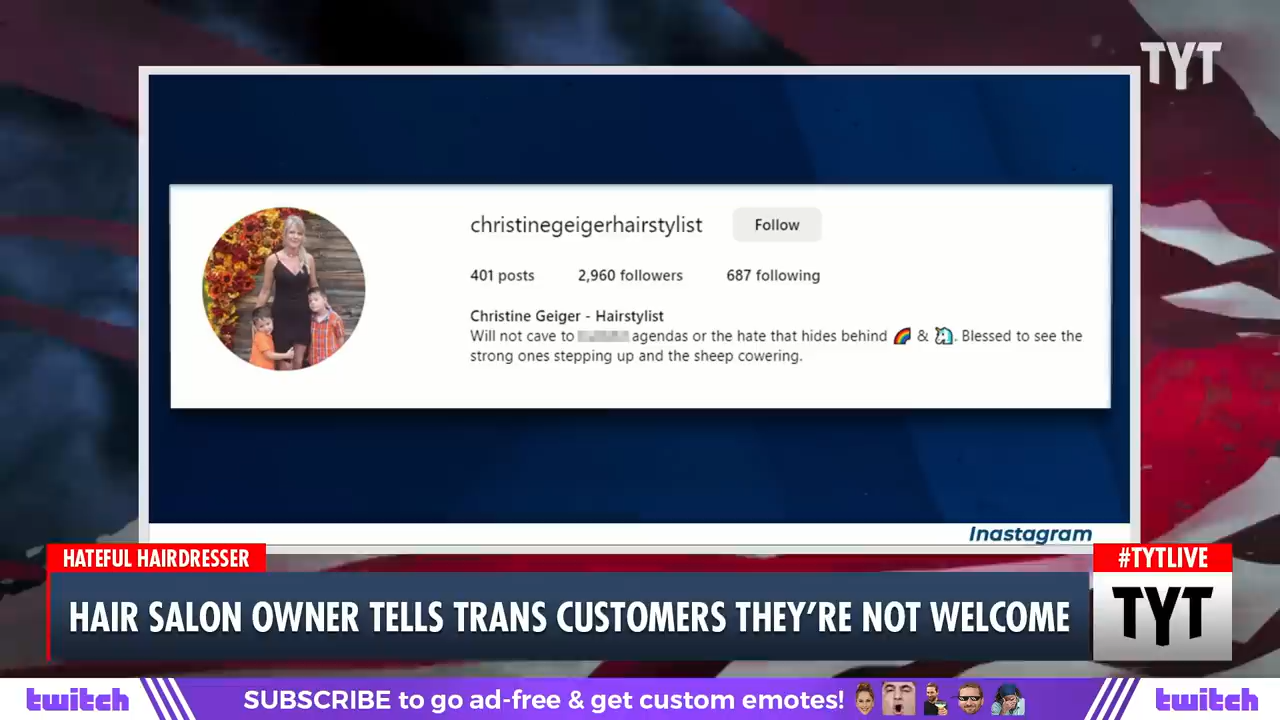 TYT
christinegeigerhairstylist
Follow
401 posts 2,960 followers 687 following
Christine Geiger - Hairstylist
Will not cave to agendas or the hate that hides behind 🌈 & 🦄. Blessed to see the
strong ones stepping up and the sheep cowering.
Inastagram
HATEFUL HAIRDRESSER
#TYTLIVE
HAIR SALON OWNER TELLS TRANS CUSTOMERS THEY'RE NOT WELCOME
TYT
twitch
SUBSCRIBE to go ad-free & get custom emotes!
twitch